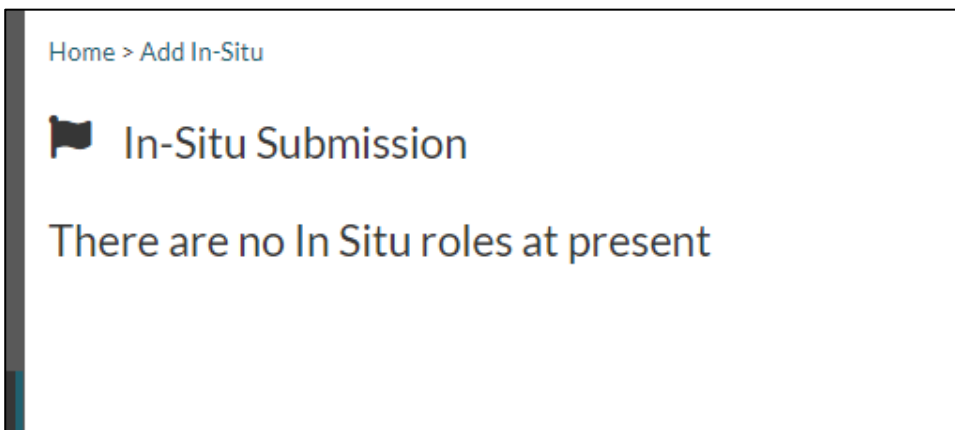 Home > Add In-Situ
In-Situ Submission
There are no In Situ roles at present